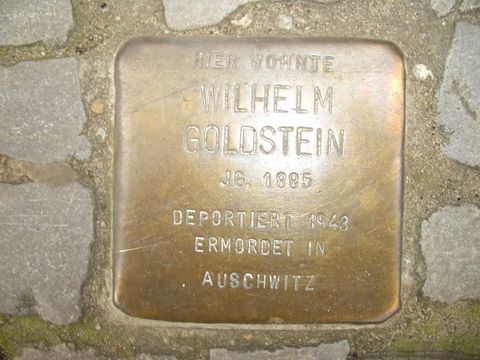 HIER WOHNTE
WILHELM
GOLDSTEIN
JG. 1885
DEPORTIERT 1943
ERMORDET IN
AUSCHWITZ